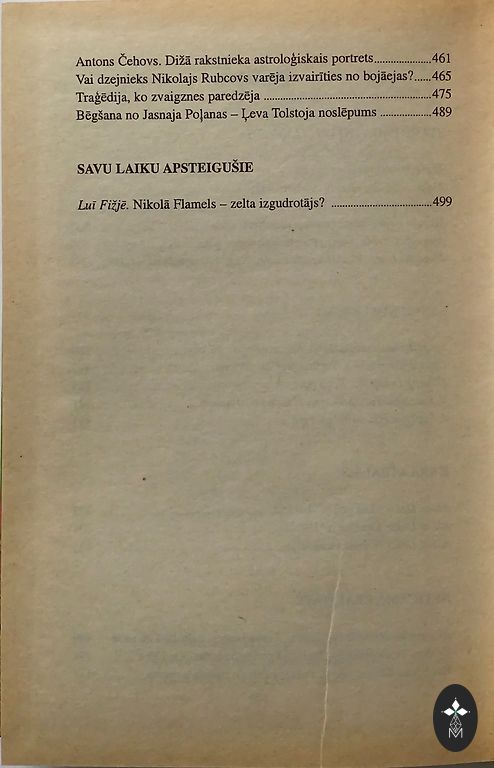 Antons Čehovs. Dižā rakstnieka astroloģiskais portrets....................461
Vai dzejnieks Nikolajs Rubcovs varēja izvairīties no bojāejas?......465
Traģēdija, ko zvaigznes paredzēja ....................................................475
Bēgšana no Jasnaja Poļanas – Ļeva Tolstoja noslēpums ................489
SAVU LAIKU APSTEIGUŠIE
Luī Fižjē. Nikolā Flamels – zelta izgudrotājs? ...............................499
M